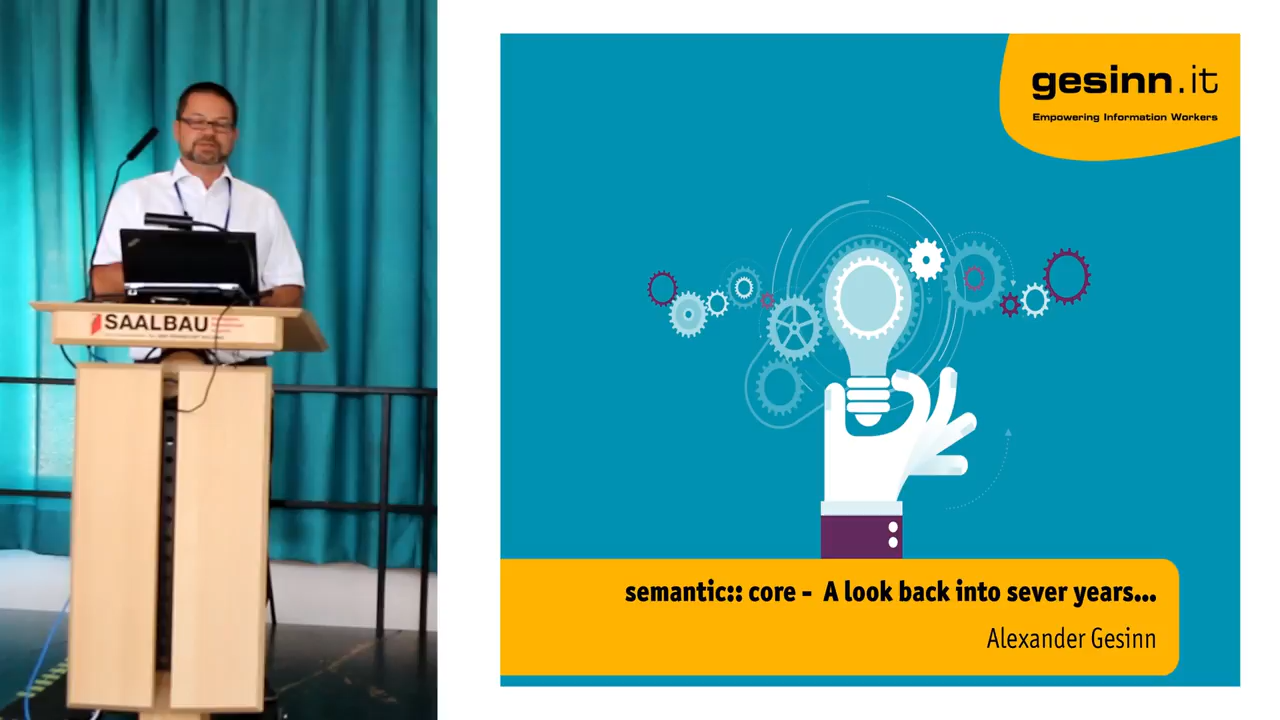 SAALBAU
gesinn.it
Empowering Information Workers
semantic:: core - A look back into sever years...
Alexander Gesinn